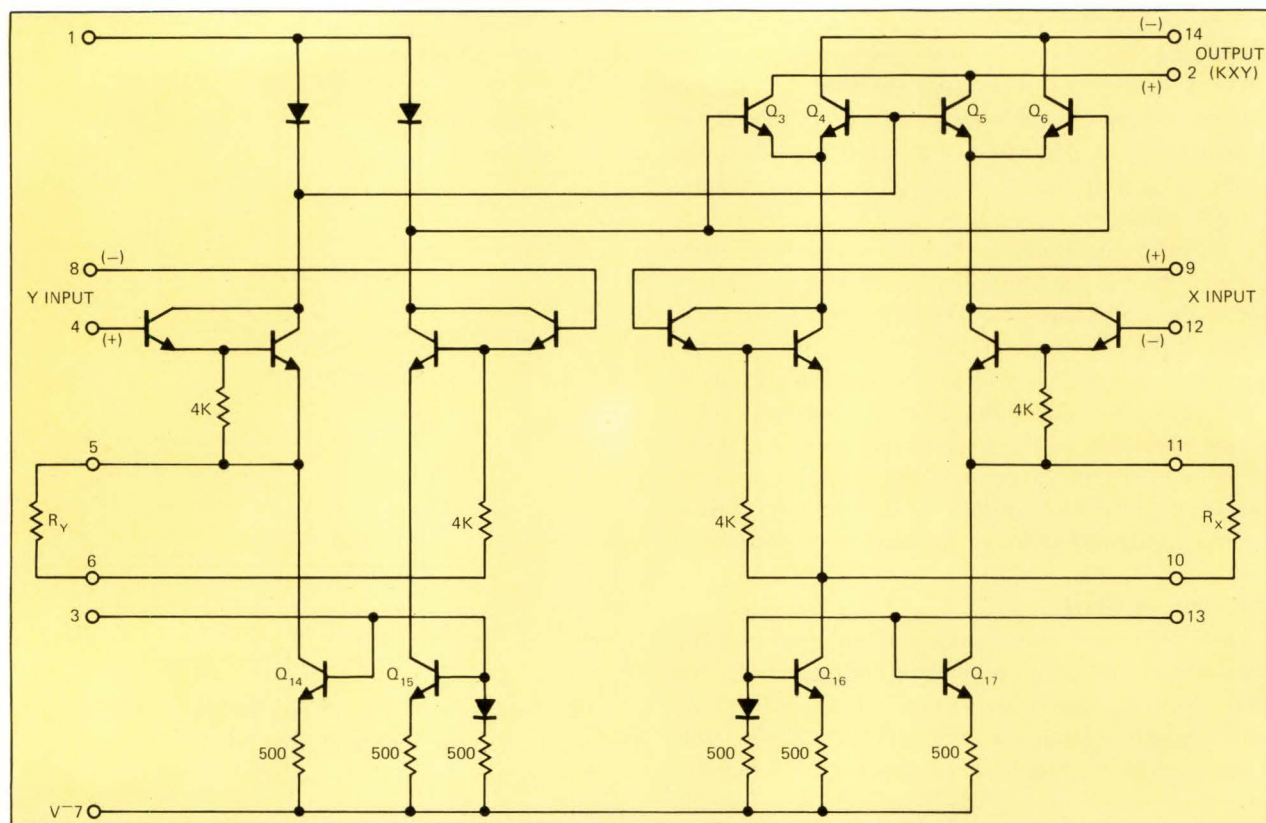 1
(−)
14
OUTPUT
2 (KXY)
(+)
Q3
Q4
Q5
Q6
8
(−)
(+)
9
Y INPUT
X INPUT
4
(+)
12
(−)
4K
4K
5
11
RY
4K
4K
RX
6
10
3
13
Q14
Q15
Q16
Q17
500
500
500
500
500
500
V−7